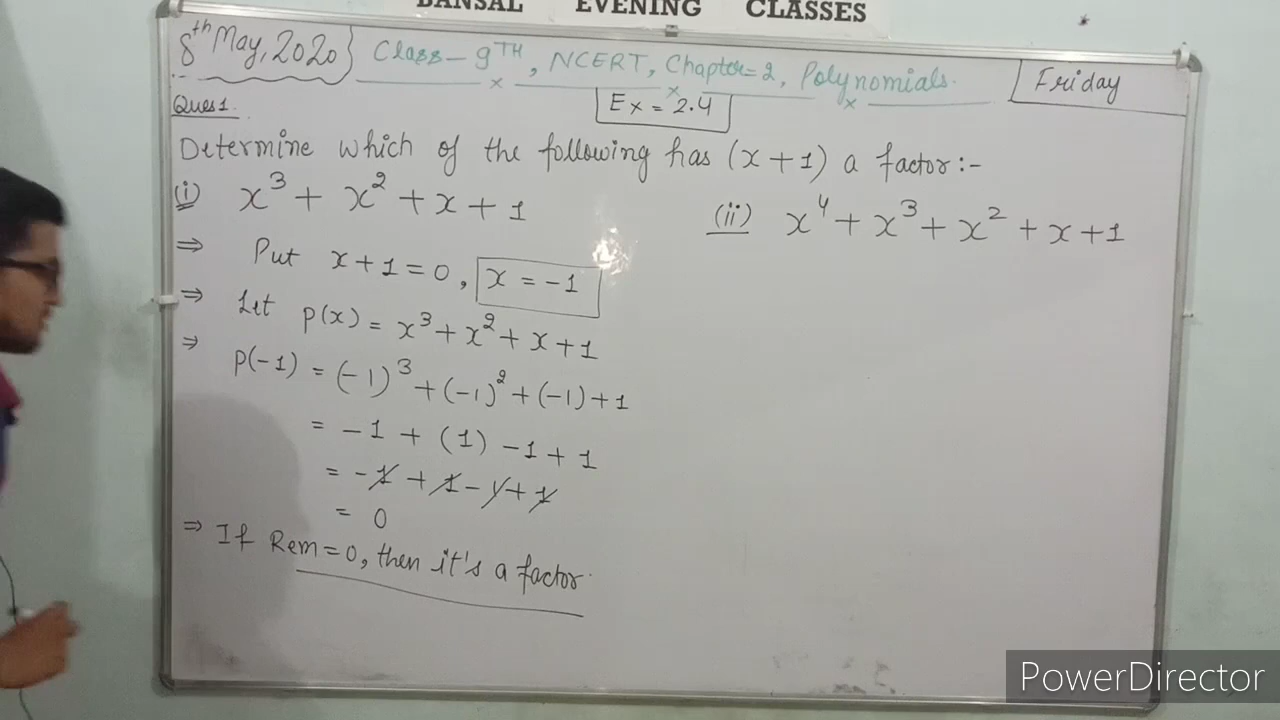 BANSAL EVENING CLASSES
8th May, 2020} Class-9TH, NCERT, Chapter=2, Polynomials. Friday
Ques 1. Ex = 2.4
Determine which of the following has (x+1) a factor:-
(i) x³ + x² + x + 1
(ii) x⁴ + x³ + x² + x + 1
⇒ Put x+1=0, x = -1
⇒ Let p(x) = x³ + x² + x + 1
⇒ p(-1) = (-1)³ + (-1)² + (-1) + 1
= -1 + (1) - 1 + 1
= -1 + 1 - 1 + 1
= 0
⇒ If Rem=0, then it's a factor.
PowerDirector